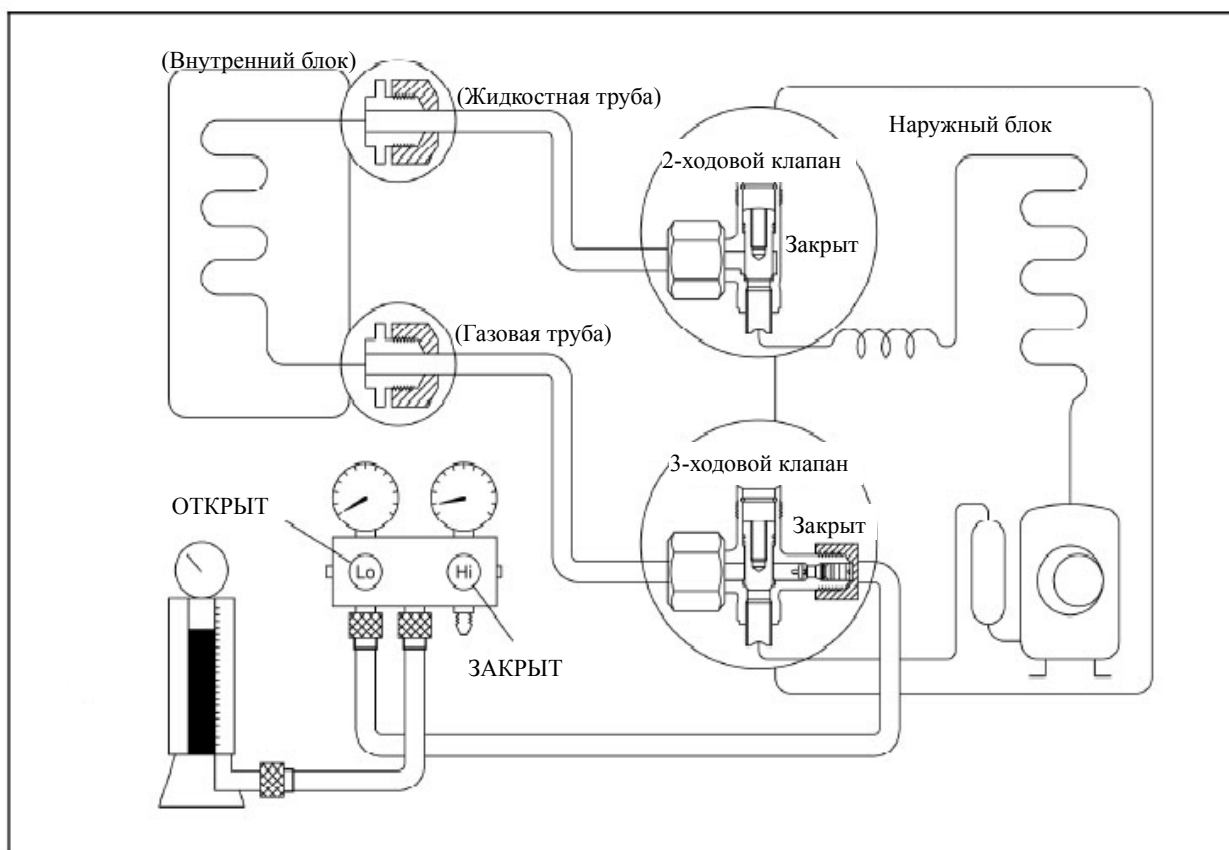 (Внутренний блок)
(Жидкостная труба)
Наружный блок
2-ходовой клапан
Закрыт
(Газовая труба)
3-ходовой клапан
Закрыт
ОТКРЫТ
Lo
Hi
ЗАКРЫТ